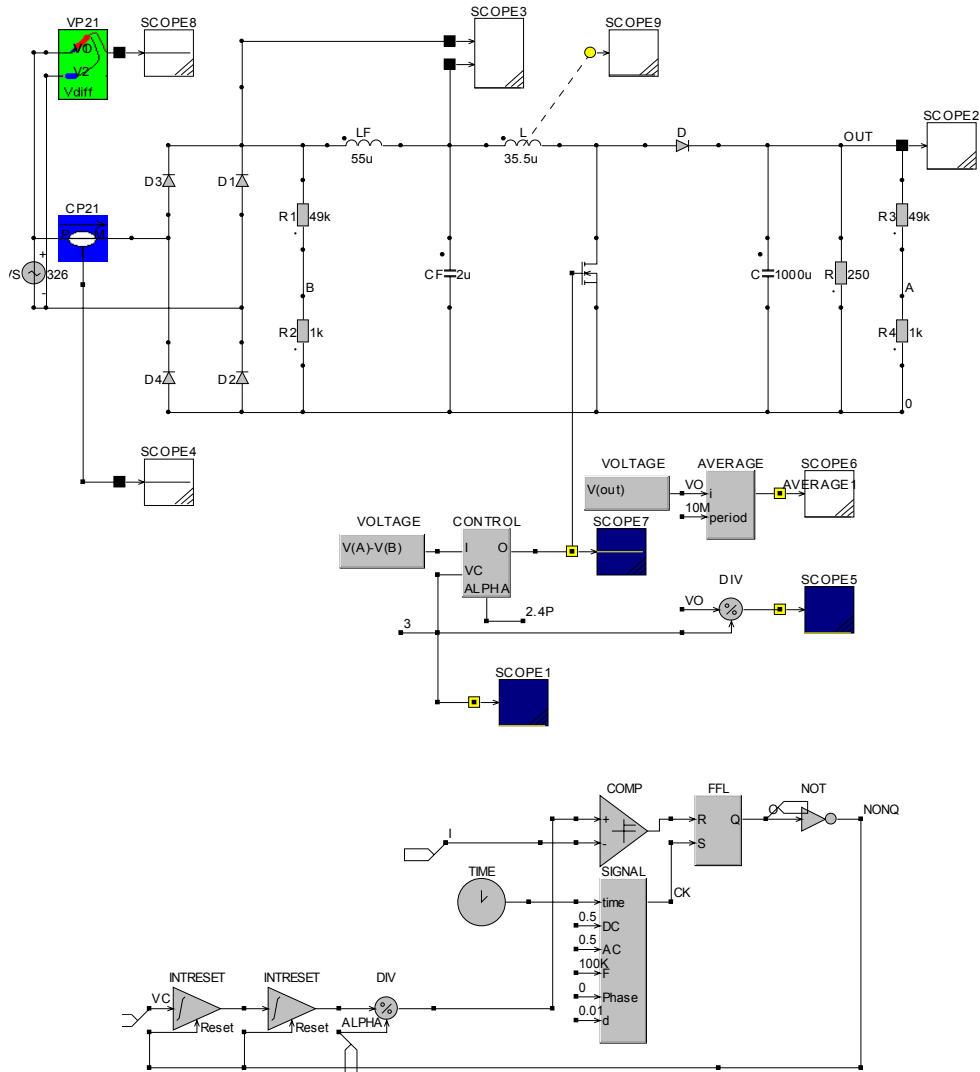 VP21
SCOPE8
SCOPE3
SCOPE9
V2
Vdiff
SCOPE2
LF
55u
L
35.5u
D
OUT
D3
D1
CP21
R1
49k
R3
49k
+
326
-
CF
2u
C
1000u
R
250
B
A
R2
1k
R4
1k
D4
D2
0
SCOPE4
VOLTAGE
AVERAGE
SCOPE6
V(out)
VO
i
AVERAGE1
10M
period
VOLTAGE
CONTROL
SCOPE7
V(A)-V(B)
I
O
VC
ALPHA
2.4P
DIV
SCOPE5
VO
%
3
SCOPE1
COMP
FFL
NOT
+
-
R
Q
S
O
NONQ
I
TIME
SIGNAL
CK
time
0.5
DC
0.5
AC
100K
F
0
Phase
0.01
d
INTRESET
INTRESET
DIV
VC
∫
∫
%
Reset
Reset
ALPHA